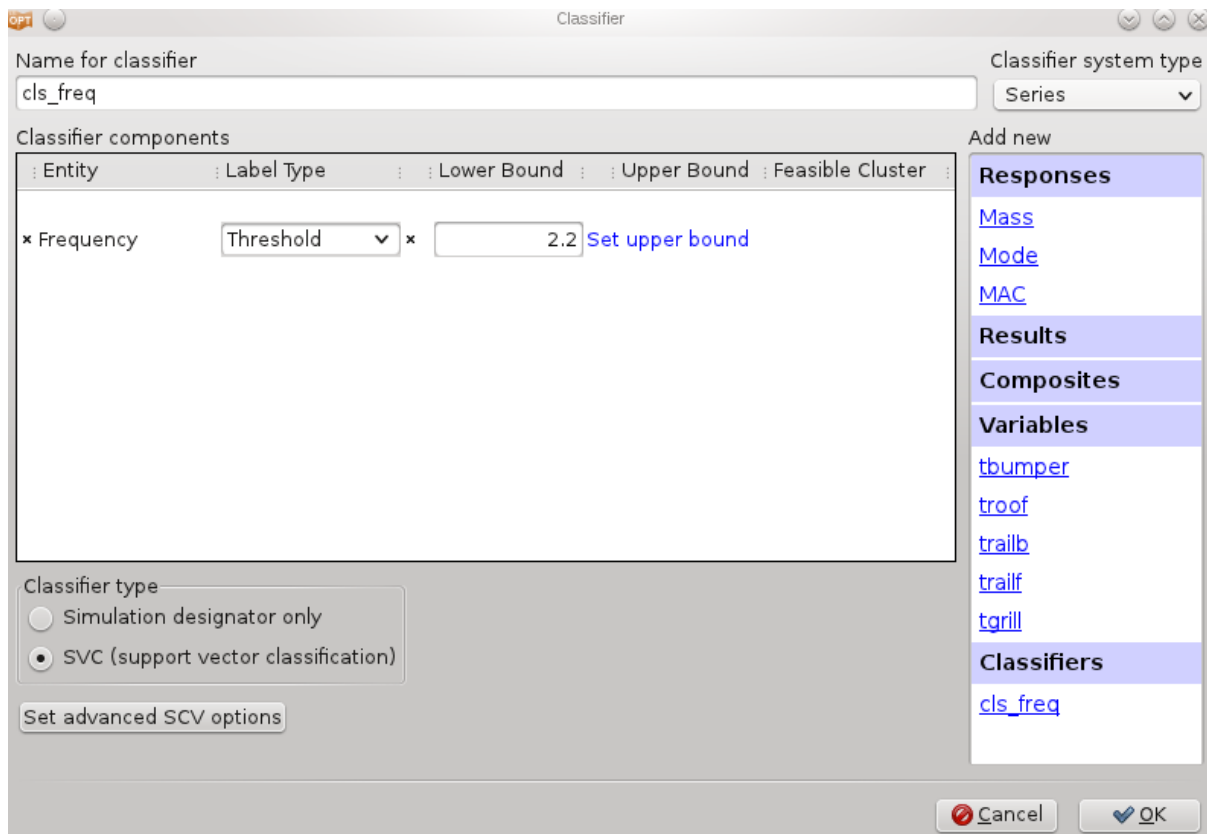 OPT
Classifier
Name for classifier
Classifier system type
cls_freq
Series
Classifier components
Add new
Entity
Label Type
Lower Bound
Upper Bound
Feasible Cluster
Frequency
Threshold
2.2
Set upper bound
Responses
Mass
Mode
MAC
Results
Composites
Variables
tbumper
troof
trailb
trailf
tgrill
Classifiers
cls_freq
Classifier type
Simulation designator only
SVC (support vector classification)
Set advanced SCV options
Cancel
OK